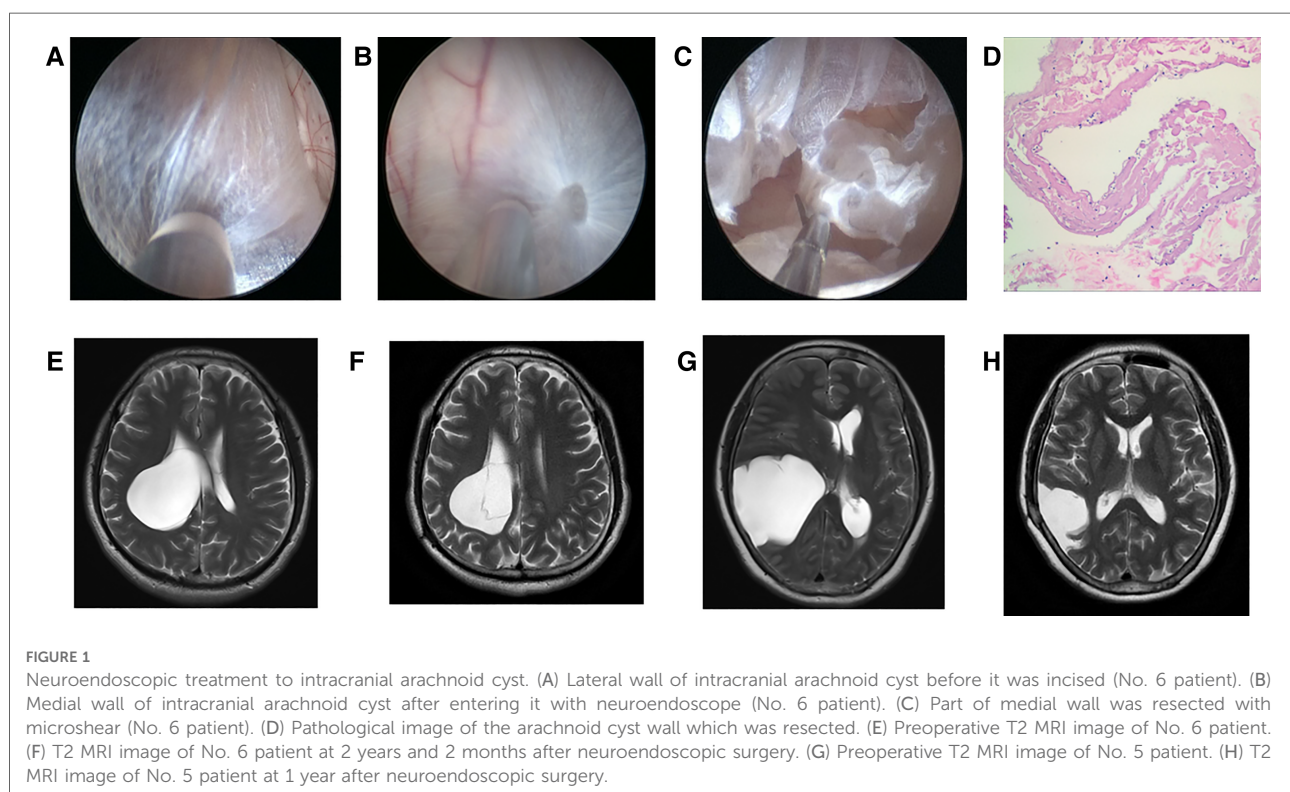 A
B
C
D
E
F
G
H
FIGURE 1
Neuroendoscopic treatment to intracranial arachnoid cyst. (A) Lateral wall of intracranial arachnoid cyst before it was incised (No. 6 patient). (B)
Medial wall of intracranial arachnoid cyst after entering it with neuroendoscope (No. 6 patient). (C) Part of medial wall was resected with
microshear (No. 6 patient). (D) Pathological image of the arachnoid cyst wall which was resected. (E) Preoperative T2 MRI image of No. 6 patient.
(F) T2 MRI image of No. 6 patient at 2 years and 2 months after neuroendoscopic surgery. (G) Preoperative T2 MRI image of No. 5 patient. (H) T2
MRI image of No. 5 patient at 1 year after neuroendoscopic surgery.